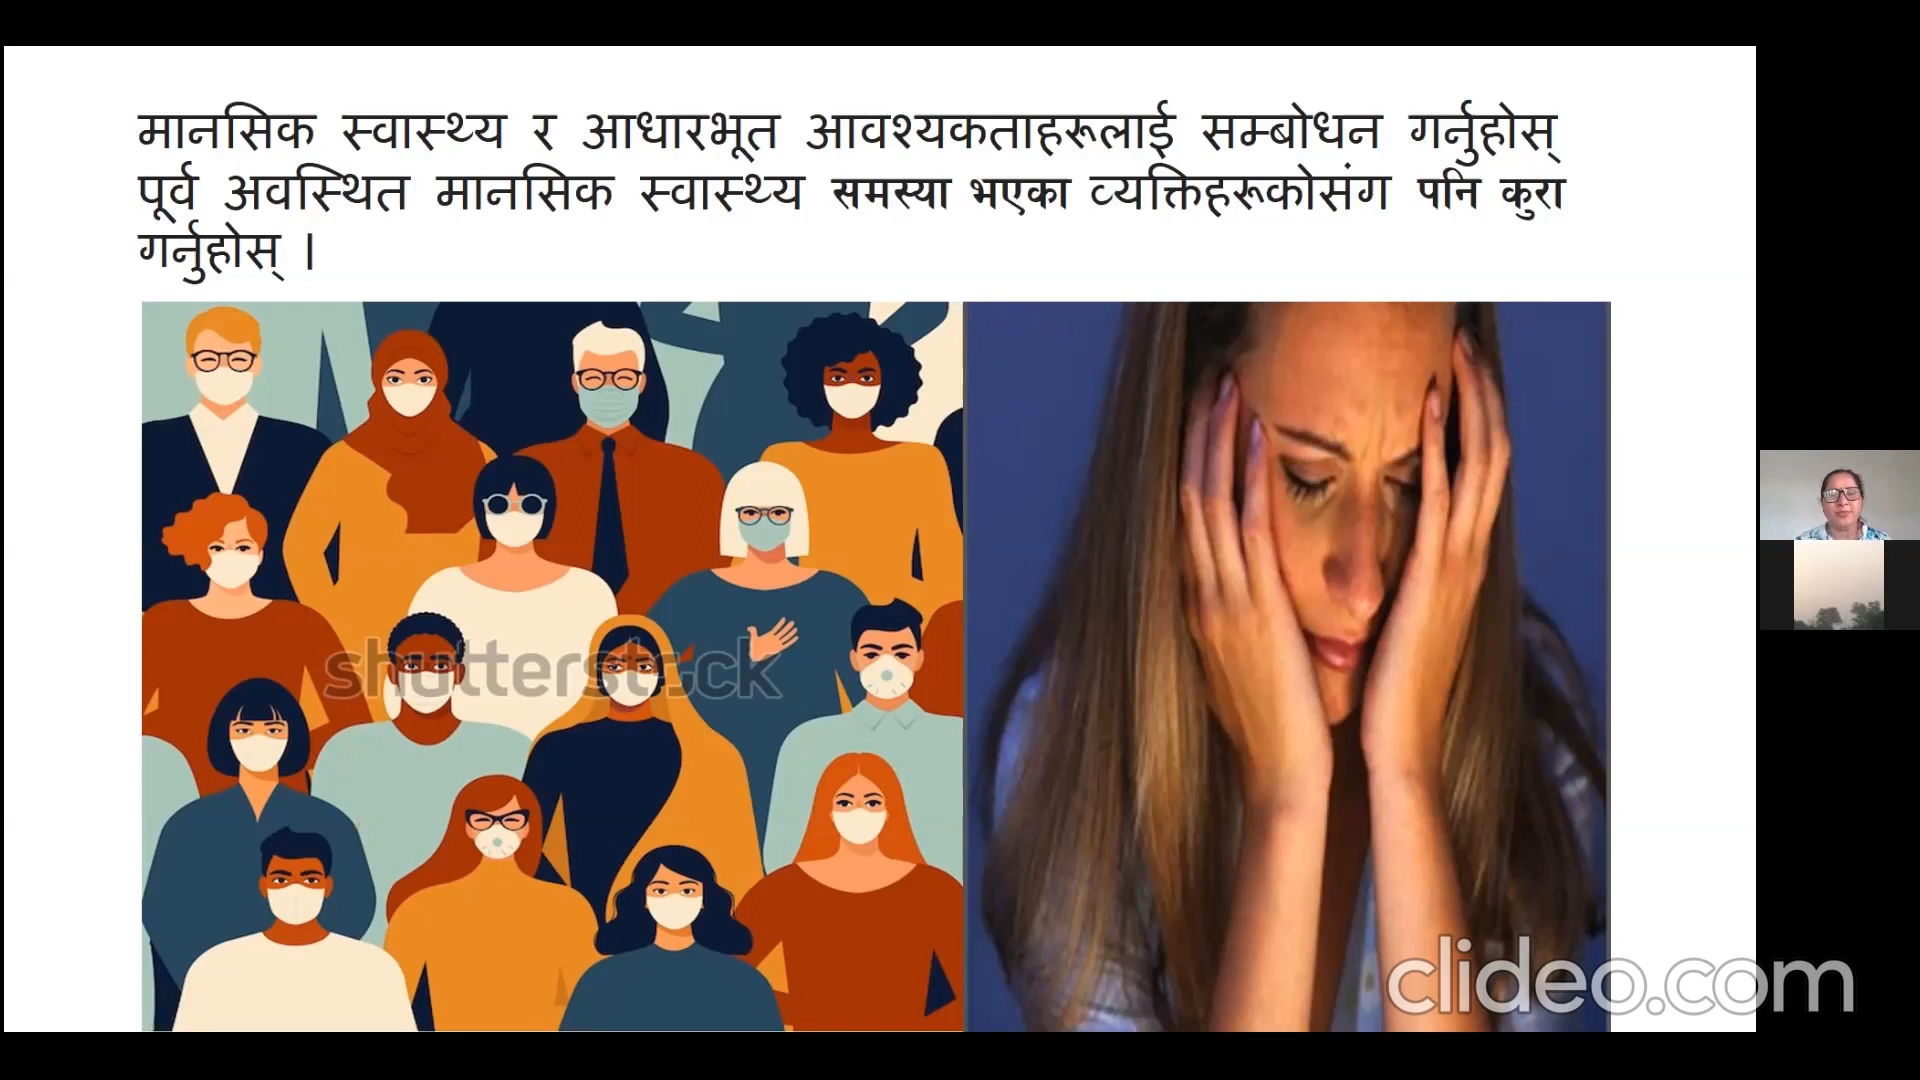 मानसिक स्वास्थ्य र आधारभूत आवश्यकताहरूलाई सम्बोधन गर्नुहोस्
पूर्व अवस्थित मानसिक स्वास्थ्य समस्या भएका व्यक्तिहरूकोसंग पनि कुरा
गर्नुहोस् ।
shutterstock
clideo.com